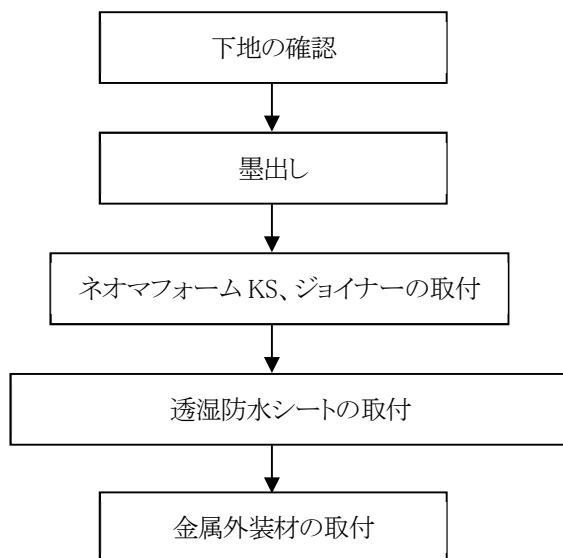 下地の確認
墨出し
ネオマフォーム KS、ジョイナーの取付
透湿防水シートの取付
金属外装材の取付